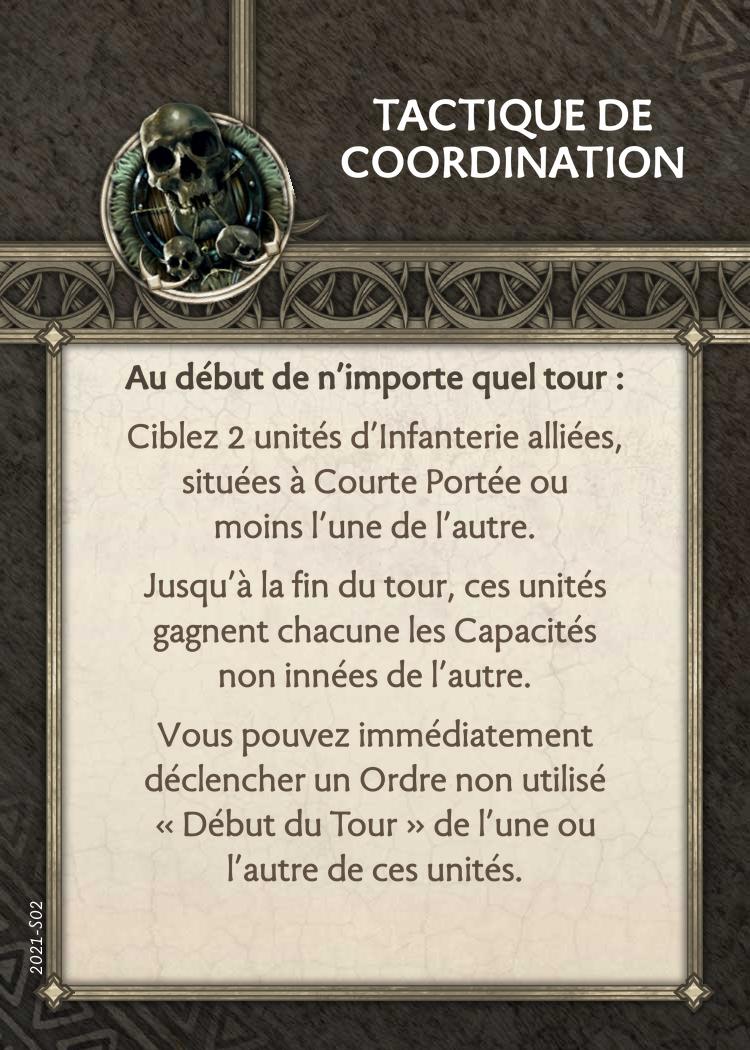 TACTIQUE DE
COORDINATION
Au début de n’importe quel tour :
Ciblez 2 unités d’Infanterie alliées,
situées à Courte Portée ou
moins l’une de l’autre.
Jusqu’à la fin du tour, ces unités
gagnent chacune les Capacités
non innées de l’autre.
Vous pouvez immédiatement
déclencher un Ordre non utilisé
« Début du Tour » de l’une ou
l’autre de ces unités.
2021-S02